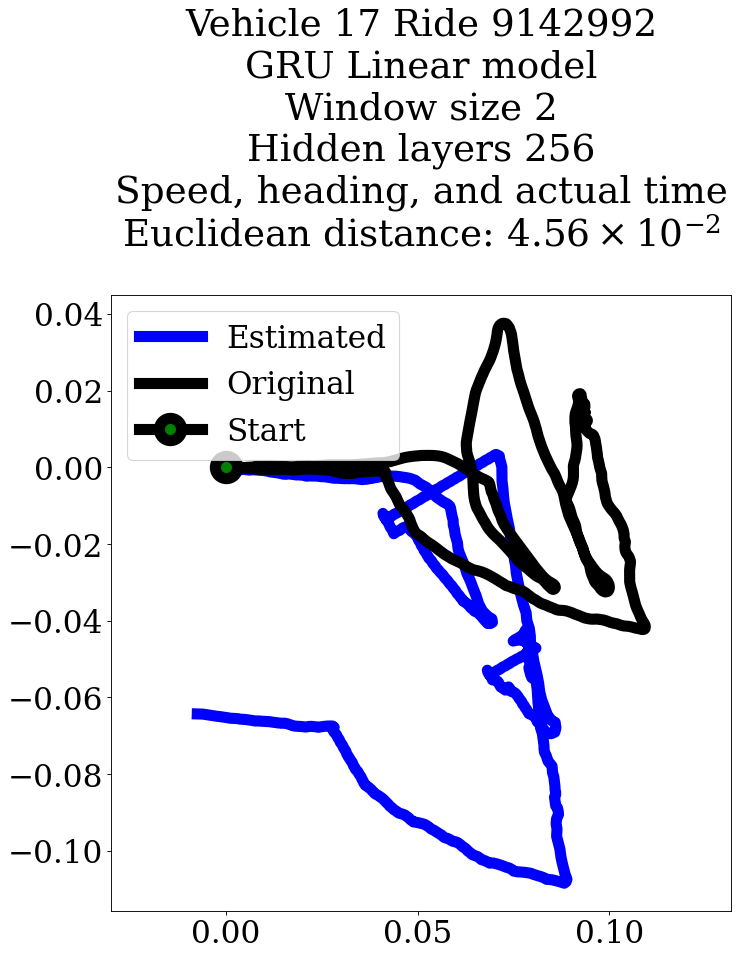 Vehicle 17 Ride 9142992
GRU Linear model
Window size 2
Hidden layers 256
Speed, heading, and actual time
Euclidean distance: 4.56 × 10⁻²
Estimated
Original
Start
0.04
0.02
0.00
−0.02
−0.04
−0.06
−0.08
−0.10
0.00 0.05 0.10